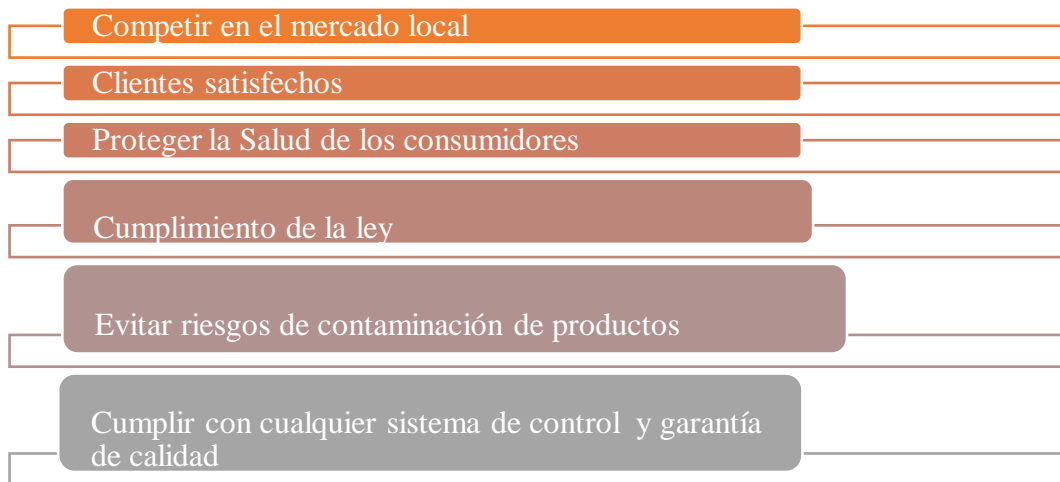 Competir en el mercado local
Clientes satisfechos
Proteger la Salud de los consumidores
Cumplimiento de la ley
Evitar riesgos de contaminación de productos
Cumplir con cualquier sistema de control y garantía
de calidad